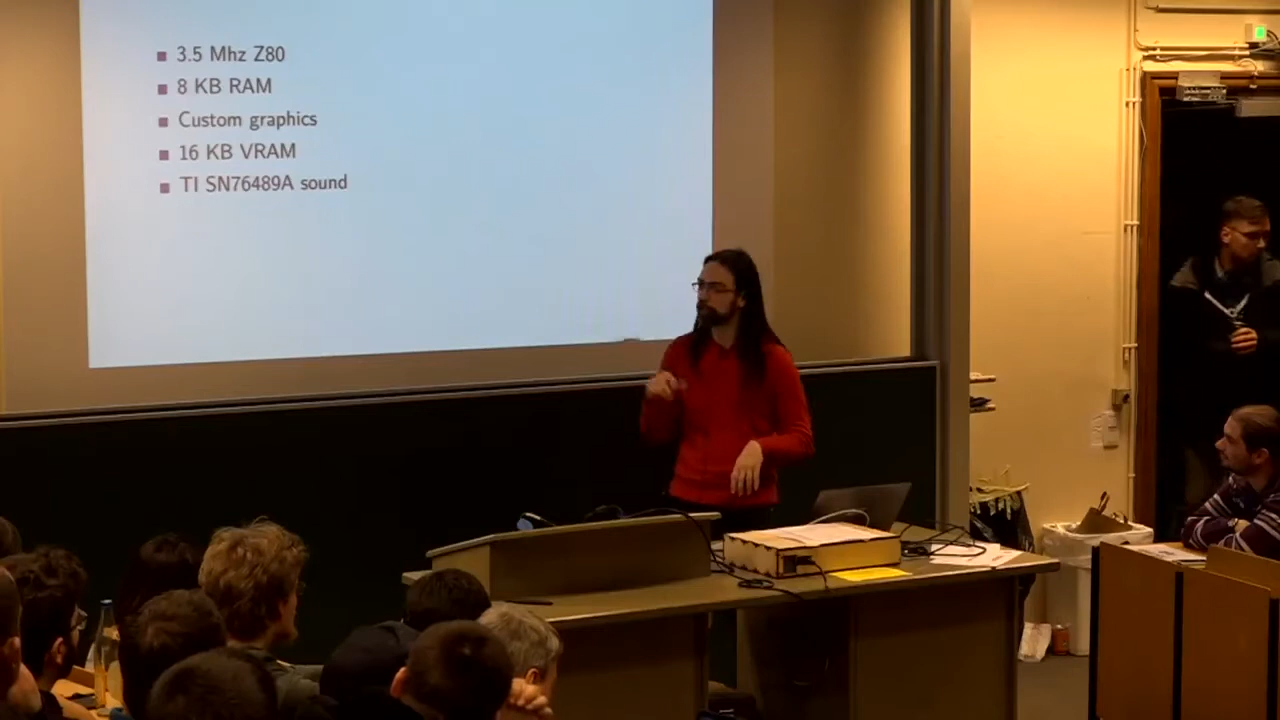 3.5 Mhz Z80
8 KB RAM
Custom graphics
16 KB VRAM
TI SN76489A sound